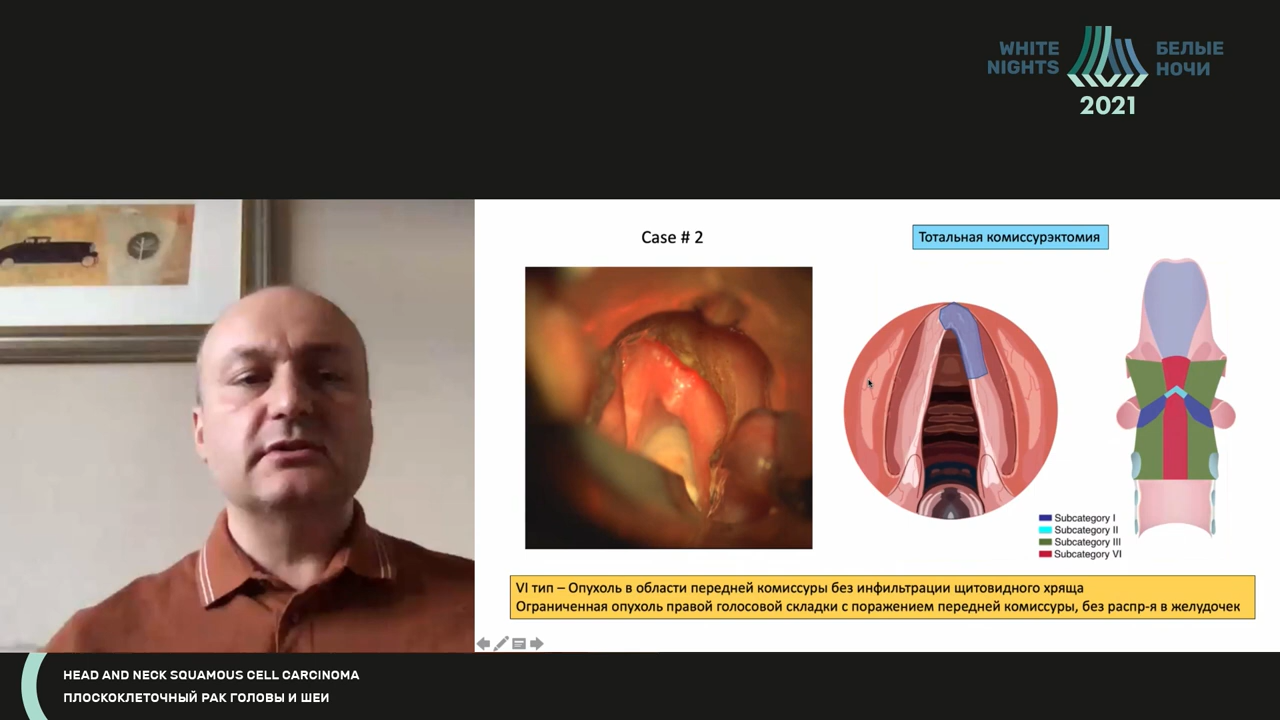 WHITE
NIGHTS
БЕЛЫЕ
НОЧИ
2021
Case # 2
Тотальная комиссурэктомия
Subcategory I
Subcategory II
Subcategory III
Subcategory VI
VI тип – Опухоль в области передней комиссуры без инфильтрации щитовидного хряща
Ограниченная опухоль правой голосовой складки с поражением передней комиссуры, без распр-я в желудочек
HEAD AND NECK SQUAMOUS CELL CARCINOMA
ПЛОСКОКЛЕТОЧНЫЙ РАК ГОЛОВЫ И ШЕИ